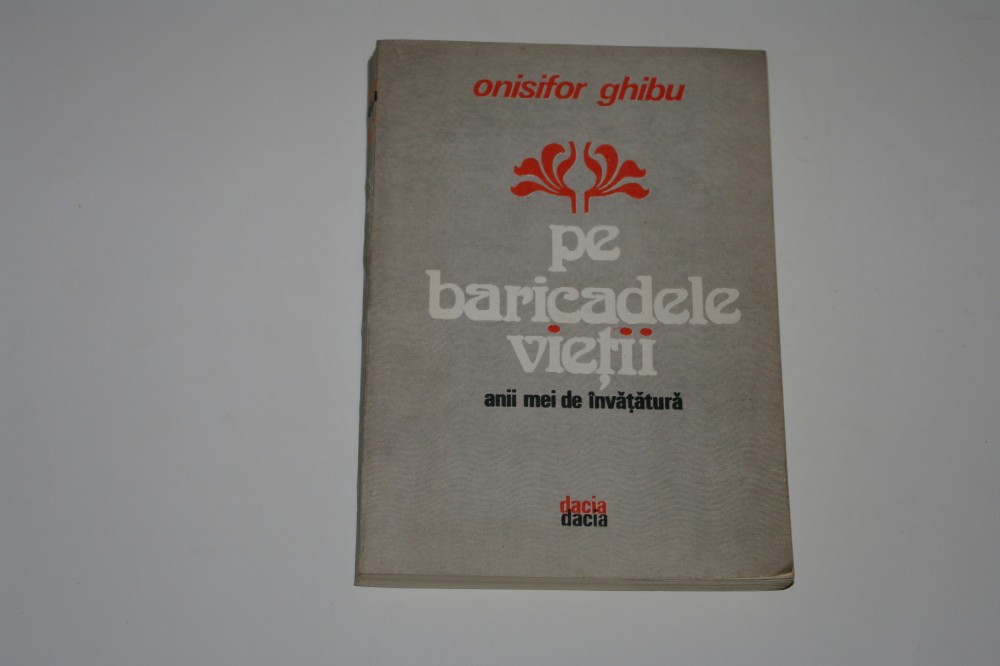 onisifor ghibu
pe
baricadele
vieții
anii mei de învățătură
dacia
dacia